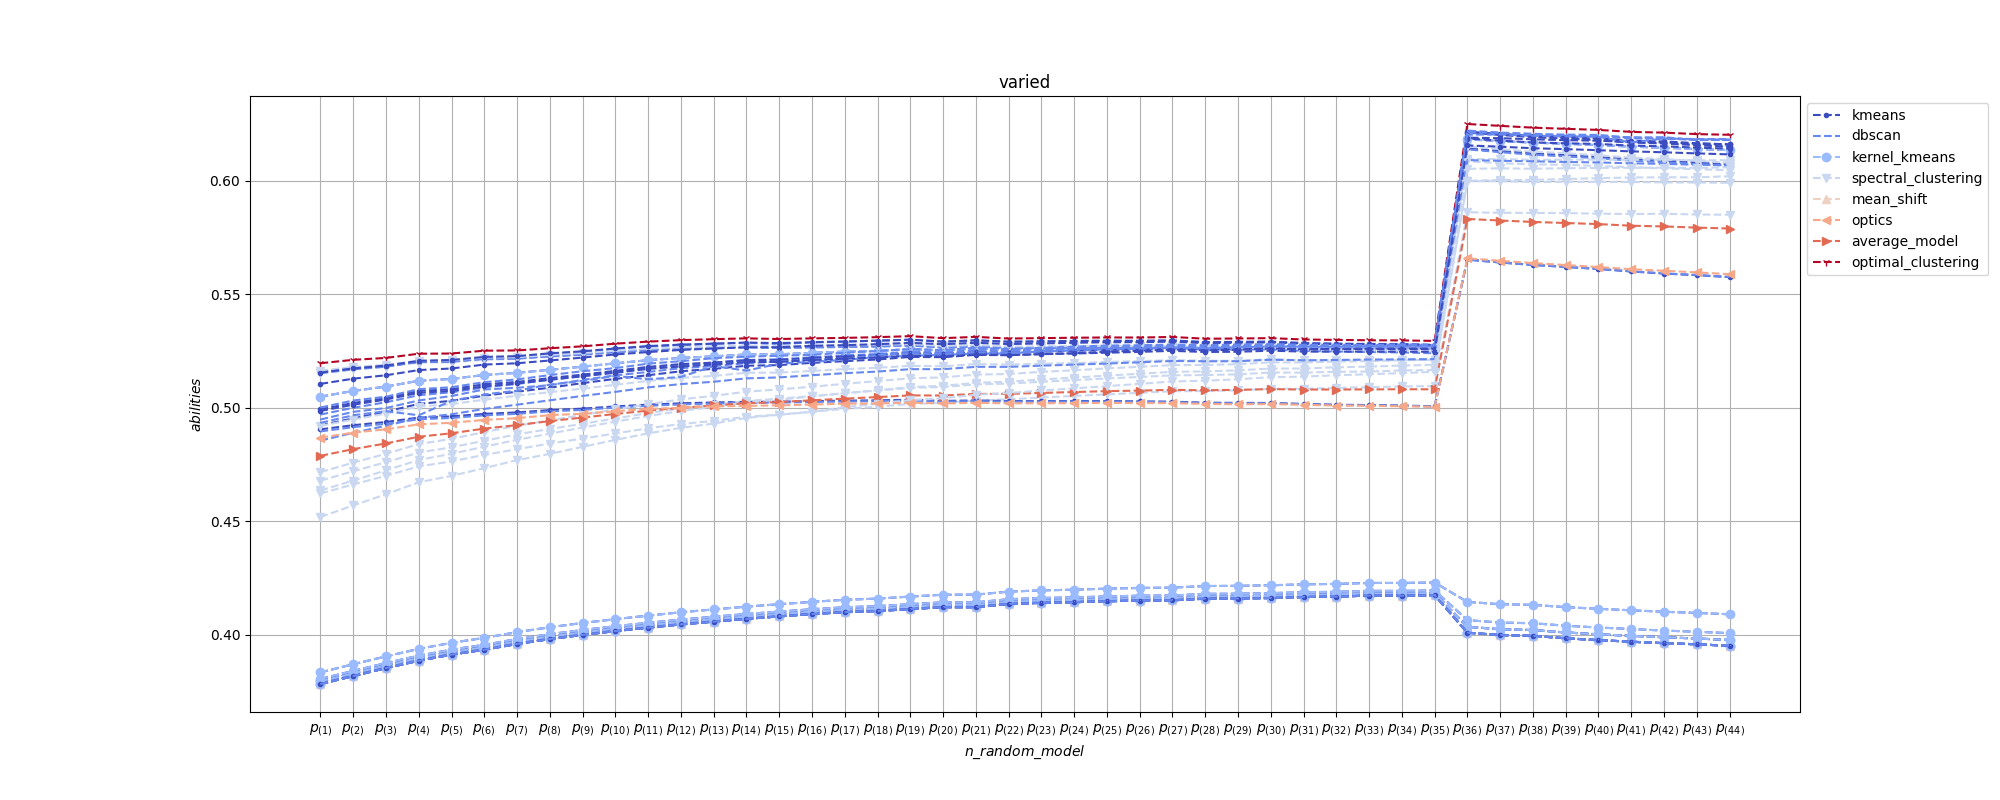 varied
kmeans
dbscan
kernel_kmeans
spectral_clustering
mean_shift
optics
average_model
optimal_clustering
0.60
0.55
0.50
0.45
0.40
abilities
p(1) p(2) p(3) p(4) p(5) p(6) p(7) p(8) p(9) p(10) p(11) p(12) p(13) p(14) p(15) p(16) p(17) p(18) p(19) p(20) p(21) p(22) p(23) p(24) p(25) p(26) p(27) p(28) p(29) p(30) p(31) p(32) p(33) p(34) p(35) p(36) p(37) p(38) p(39) p(40) p(41) p(42) p(43) p(44)
n_random_model